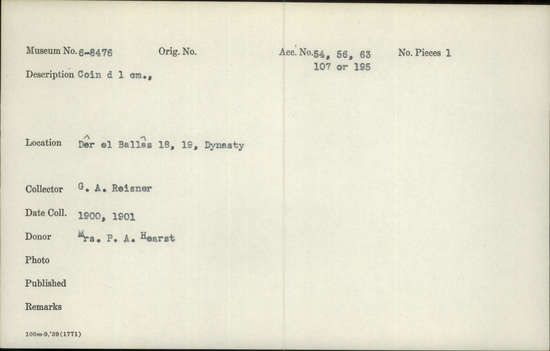 Museum No. 6-8476 Orig. No. Acc. No. 54, 56, 63 No. Pieces 1
107 or 195
Description Coin d 1 cm.,
Location Dêr el Ballâs 18, 19, Dynasty
Collector G. A. Reisner
Date Coll. 1900, 1901
Donor Mrs. P. A. Hearst
Photo
Published
Remarks
100m-9,'39(1771)